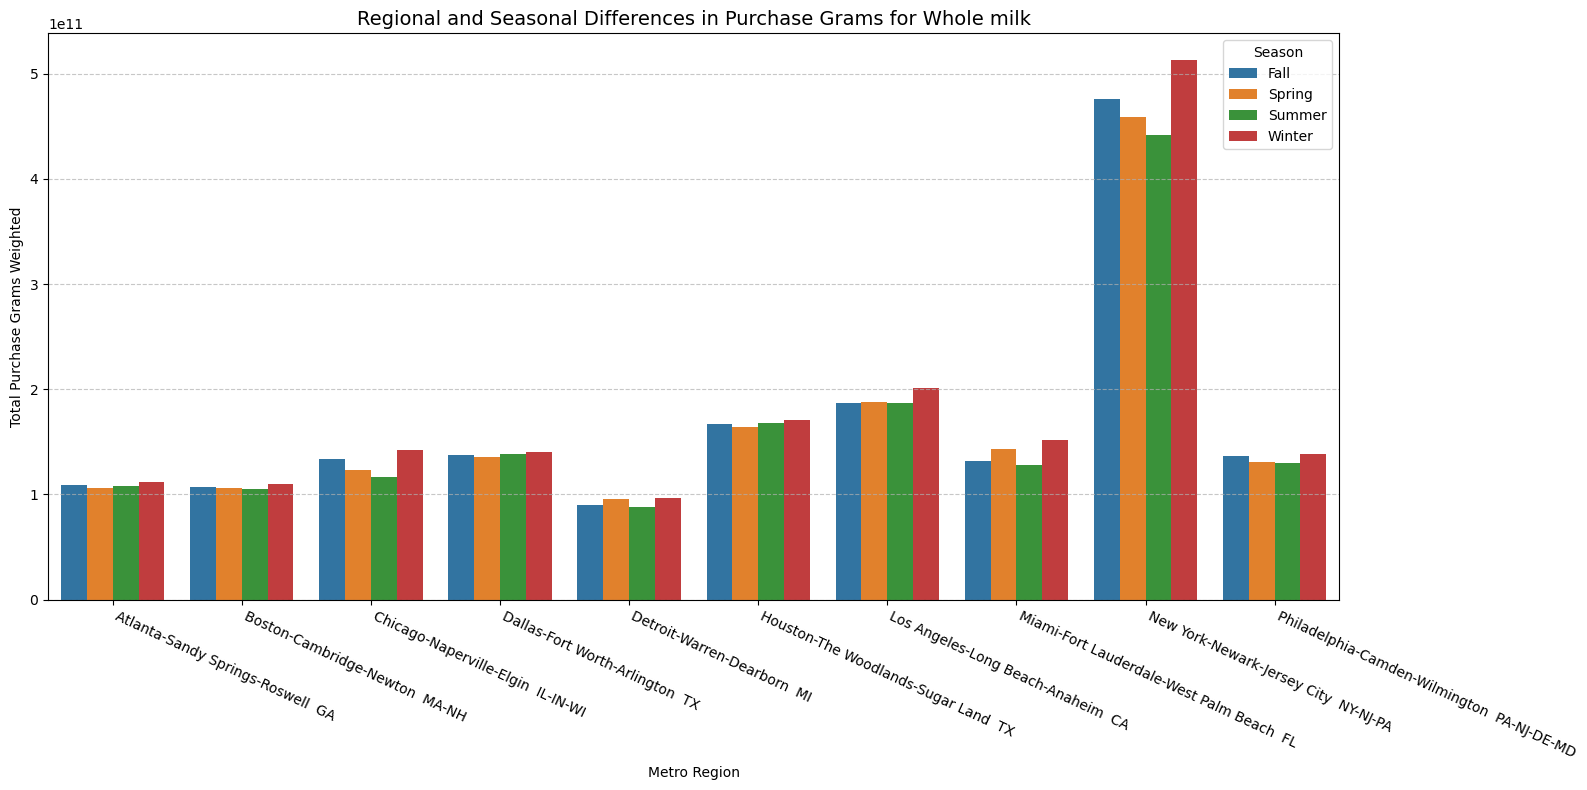 Regional and Seasonal Differences in Purchase Grams for Whole milk
1e11
Season
Fall
Spring
Summer
Winter
Total Purchase Grams Weighted
5
4
3
2
1
0
Atlanta-Sandy Springs-Roswell  GA
Boston-Cambridge-Newton  MA-NH
Chicago-Naperville-Elgin  IL-IN-WI
Dallas-Fort Worth-Arlington  TX
Detroit-Warren-Dearborn  MI
Houston-The Woodlands-Sugar Land  TX
Los Angeles-Long Beach-Anaheim  CA
Miami-Fort Lauderdale-West Palm Beach  FL
New York-Newark-Jersey City  NY-NJ-PA
Philadelphia-Camden-Wilmington  PA-NJ-DE-MD
Metro Region